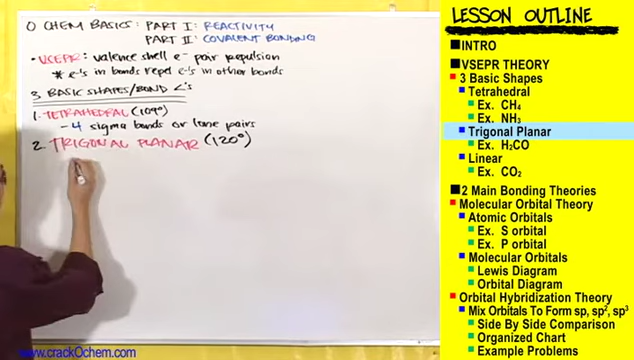 O CHEM BASICS: PART I: REACTIVITY
PART II: COVALENT BONDING
• VSEPR: valence shell e⁻ pair repulsion
* e⁻'s in bonds repel e⁻'s in other bonds
3 BASIC SHAPES/BOND <'s
1. TETRAHEDRAL (109°)
- 4 sigma bonds or lone pairs
2. TRIGONAL PLANAR (120°)
www.crackOchem.com
LESSON OUTLINE
INTRO
VSEPR THEORY
3 Basic Shapes
Tetrahedral
Ex. CH₄
Ex. NH₃
Trigonal Planar
Ex. H₂CO
Linear
Ex. CO₂
2 Main Bonding Theories
Molecular Orbital Theory
Atomic Orbitals
Ex. S orbital
Ex. P orbital
Molecular Orbitals
Lewis Diagram
Orbital Diagram
Orbital Hybridization Theory
Mix Orbitals To Form sp, sp², sp³
Side By Side Comparison
Organized Chart
Example Problems